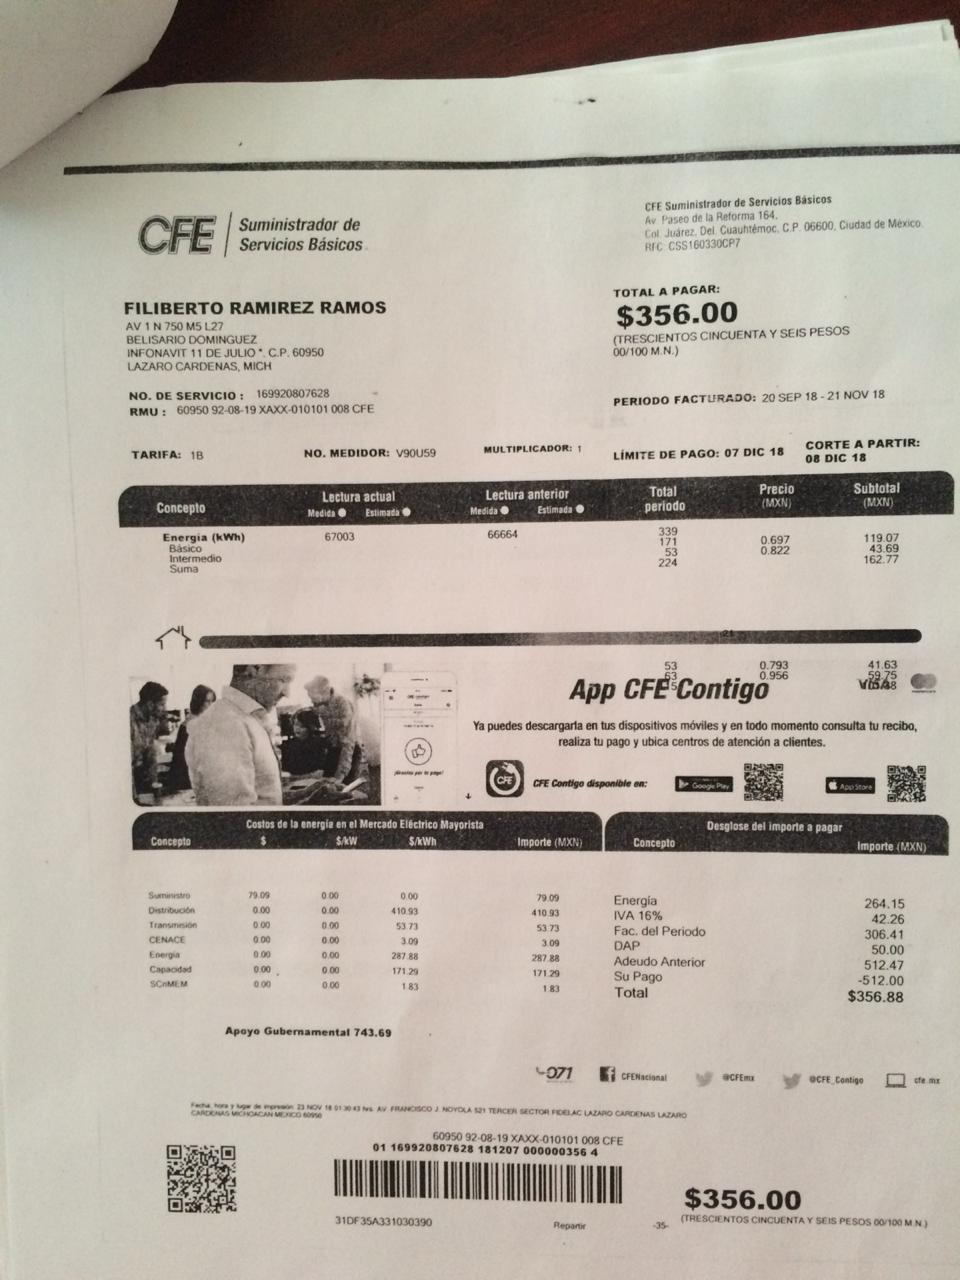 CFE Suministrador de Servicios Básicos
Av. Paseo de la Reforma 164,
Col. Juárez, Del. Cuauhtémoc, C.P. 06600, Ciudad de México.
RFC: CSS160330CP7
CFE
Suministrador de
Servicios Básicos
FILIBERTO RAMIREZ RAMOS
AV 1 N 750 M5 L27
BELISARIO DOMINGUEZ
INFONAVIT 11 DE JULIO *. C.P. 60950
LAZARO CARDENAS, MICH
TOTAL A PAGAR:
$356.00
(TRESCIENTOS CINCUENTA Y SEIS PESOS
00/100 M.N.)
NO. DE SERVICIO : 169920807628
RMU : 60950 92-08-19 XAXX-010101 008 CFE
PERIODO FACTURADO: 20 SEP 18 - 21 NOV 18
TARIFA: 1B NO. MEDIDOR: V90U59 MULTIPLICADOR: 1 LÍMITE DE PAGO: 07 DIC 18
CORTE A PARTIR:
08 DIC 18
Concepto Lectura actual Lectura anterior Total periodo Precio (MXN) Subtotal (MXN)
Medida Estimada Medida Estimada
Energía (kWh) 67003 66664 339
Básico 171 0.697 119.07
Intermedio 53 0.822 43.69
Suma 224 162.77
53 0.793 41.63
63 0.956 59.75
VISA
App CFE Contigo
Ya puedes descargarla en tus dispositivos móviles y en todo momento consulta tu recibo,
realiza tu pago y ubica centros de atención a clientes.
¡Gracias por tu pago!
CFE
CFE Contigo disponible en:
Google Play
App Store
Costos de la energía en el Mercado Eléctrico Mayorista
Concepto $ $/kW $/kWh Importe (MXN)
Suministro 79.09 0.00 0.00 79.09
Distribución 0.00 0.00 410.93 410.93
Transmisión 0.00 0.00 53.73 53.73
CENACE 0.00 0.00 3.09 3.09
Energía 0.00 0.00 287.88 287.88
Capacidad 0.00 0.00 171.29 171.29
SCnMEM 0.00 0.00 1.83 1.83
Desglose del importe a pagar
Concepto Importe (MXN)
Energía 264.15
IVA 16% 42.26
Fac. del Periodo 306.41
DAP 50.00
Adeudo Anterior 512.47
Su Pago -512.00
Total $356.88
Apoyo Gubernamental 743.69
071
CFENacional
@CFEmx
@CFE_Contigo
cfe.mx
Fecha, hora y lugar de impresión: 23 NOV 18 01:30:43 hrs. AV. FRANCISCO J. NOYOLA 521 TERCER SECTOR FIDELAC LAZARO CARDENAS LAZARO
CARDENAS MICHOACAN MEXICO 60950
60950 92-08-19 XAXX-010101 008 CFE
01 169920807628 181207 000000356 4
31DF35A331030390
Repartir
-35-
$356.00
(TRESCIENTOS CINCUENTA Y SEIS PESOS 00/100 M.N.)